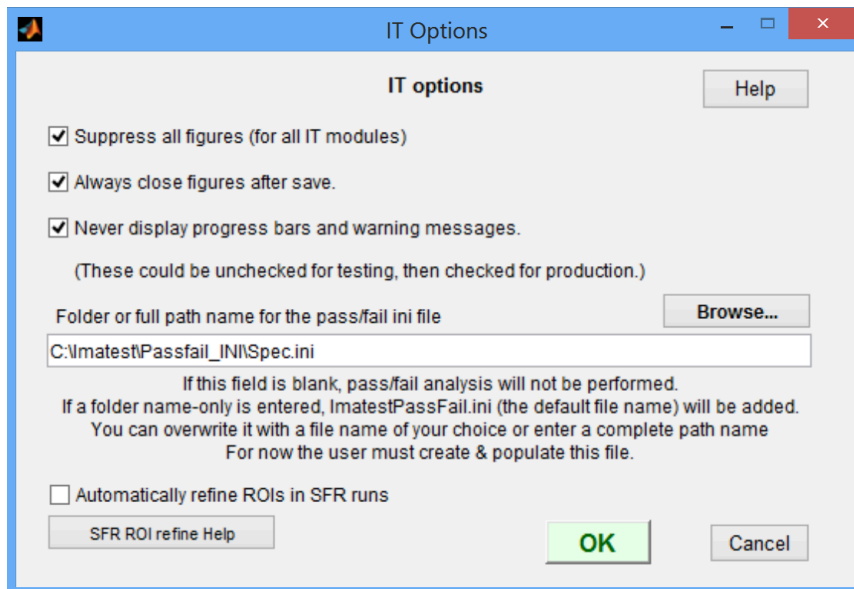 IT Options
IT options
Help
Suppress all figures (for all IT modules)
Always close figures after save.
Never display progress bars and warning messages.
(These could be unchecked for testing, then checked for production.)
Folder or full path name for the pass/fail ini file
Browse...
C:\Imatest\Passfail_INI\Spec.ini
If this field is blank, pass/fail analysis will not be performed.
If a folder name-only is entered, ImatestPassFail.ini (the default file name) will be added.
You can overwrite it with a file name of your choice or enter a complete path name
For now the user must create & populate this file.
Automatically refine ROIs in SFR runs
SFR ROI refine Help
OK
Cancel